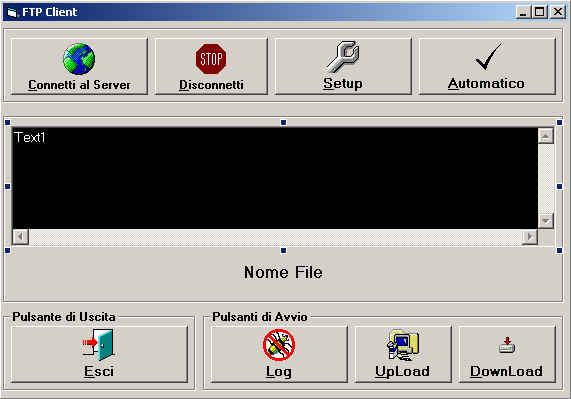 FTP Client
Connetti al Server
STOP
Disconnetti
Setup
Automatico
Text1
Nome File
Pulsante di Uscita
Pulsanti di Avvio
Esci
Log
UpLoad
DownLoad